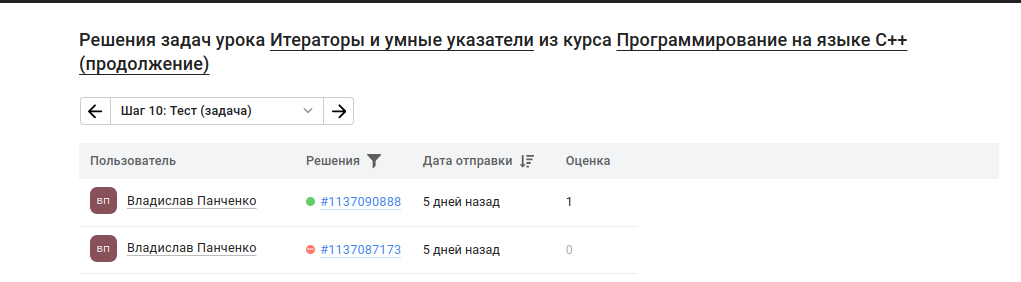 Решения задач урока Итераторы и умные указатели из курса Программирование на языке C++
(продолжение)
Шаг 10: Тест (задача)
Пользователь Решения Дата отправки Оценка
ВП Владислав Панченко #1137090888 5 дней назад 1
ВП Владислав Панченко #1137087173 5 дней назад 0